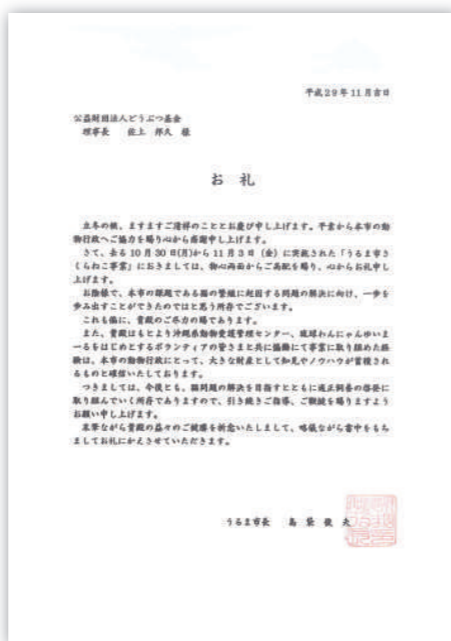 平成29年11月吉日
公益財団法人どうぶつ基金
理事長 佐上 邦久 様
お 礼
立冬の候、ますますご清祥のこととお慶び申し上げます。平素から本市の動
物行政へご協力を賜り心から感謝申し上げます。
さて、去る10月30日(月)から11月3日（金）に実施された「うるま市さ
くらねこ事業」におきましては、物心両面からご高配を賜り、心からお礼申し
上げます。
お陰様で、本市の課題である猫の繁殖に起因する問題の解決に向け、一歩を
歩み出すことができたのではと思う所存でございます。
これも偏に、貴殿のご尽力の賜であります。
また、貴殿はもとより沖縄県動物愛護管理センター、琉球わんにゃんゆいま
ーるをはじめとするボランティアの皆さまと共に協働にて事業に取り組めた経
験は、本市の動物行政にとって、大きな財産として知見やノウハウが蓄積され
るものと確信いたしております。
つきましては、今後とも、猫問題の解決を目指すとともに適正飼養の啓発に
取り組んでいく所存でありますので、引き続きご指導、ご鞭撻を賜りますよう
お願い申し上げます。
末筆ながら貴殿の益々のご健勝を祈念いたしまして、略儀ながら書中をもち
ましてお礼にかえさせていただきます。
うるま市長 島 袋 俊 夫